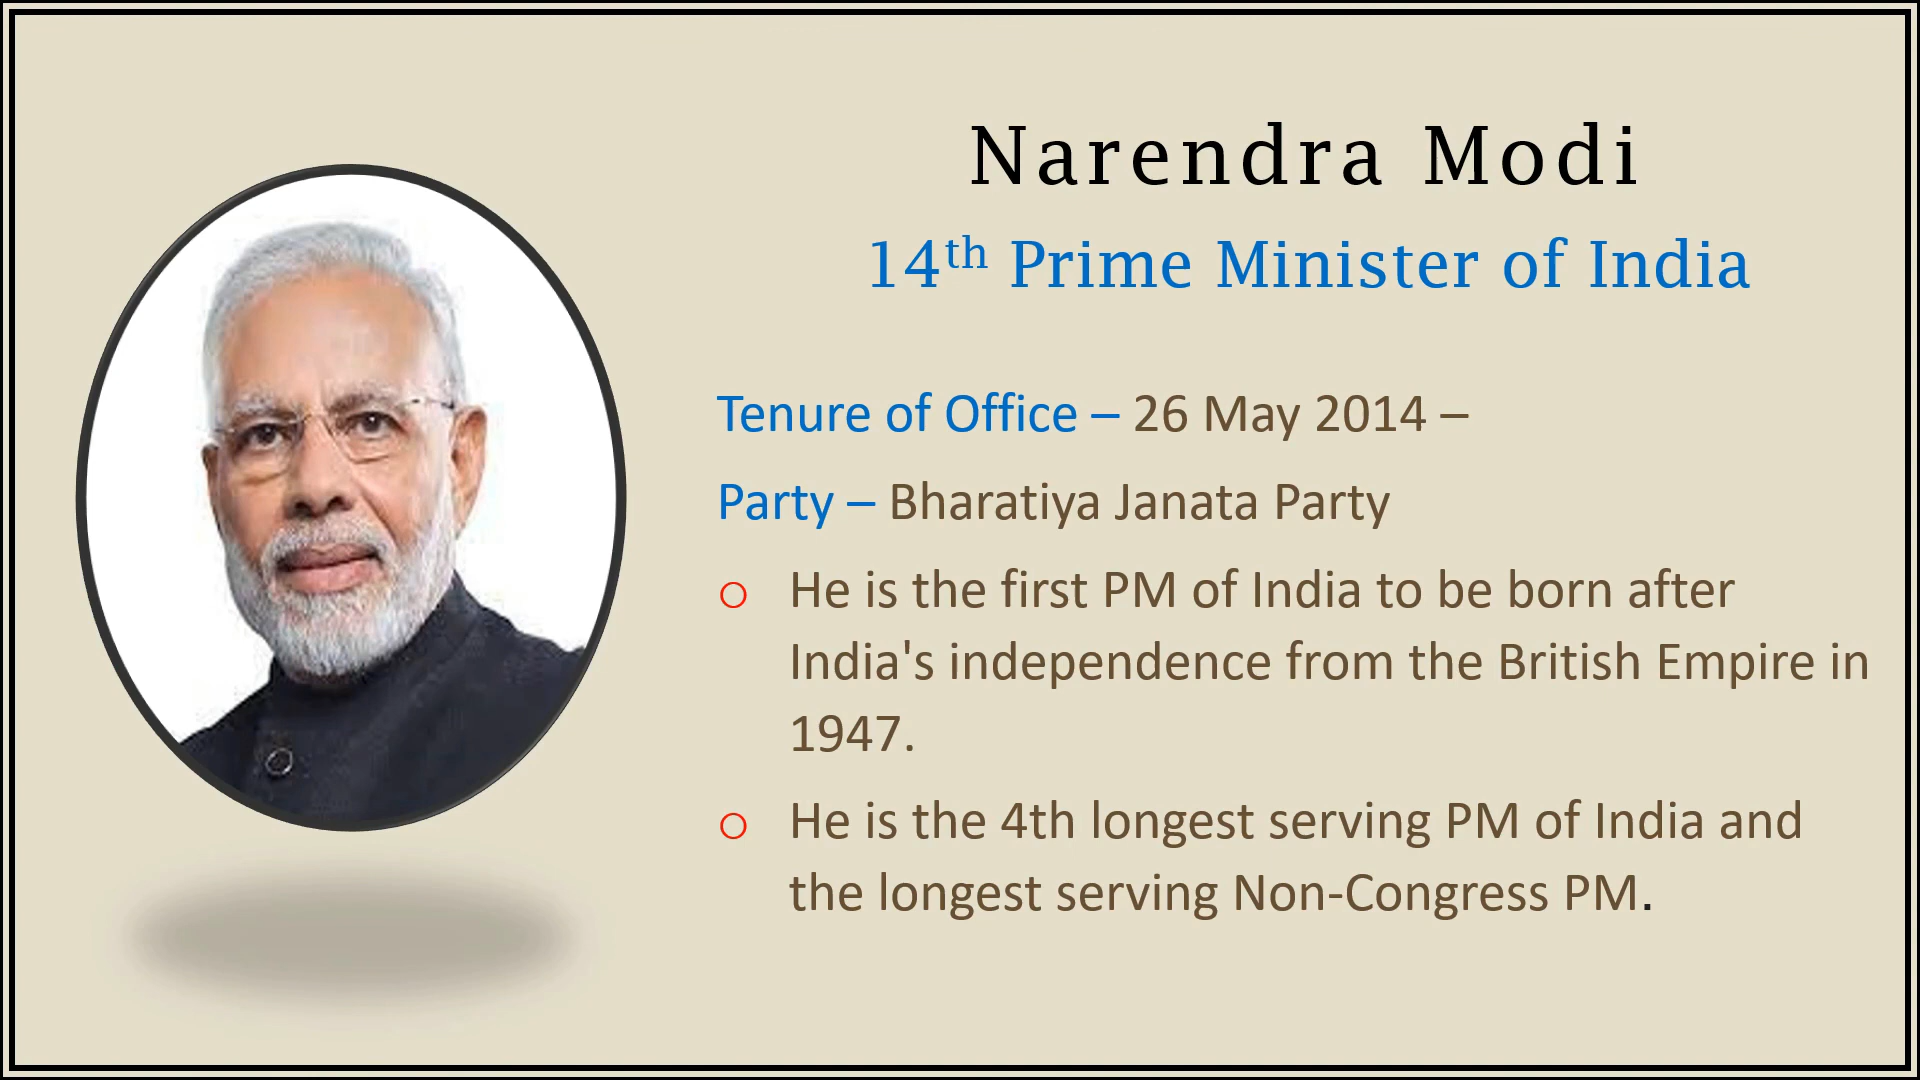 Narendra Modi
14th Prime Minister of India
Tenure of Office – 26 May 2014 –
Party – Bharatiya Janata Party
○ He is the first PM of India to be born after
India's independence from the British Empire in
1947.
○ He is the 4th longest serving PM of India and
the longest serving Non-Congress PM.